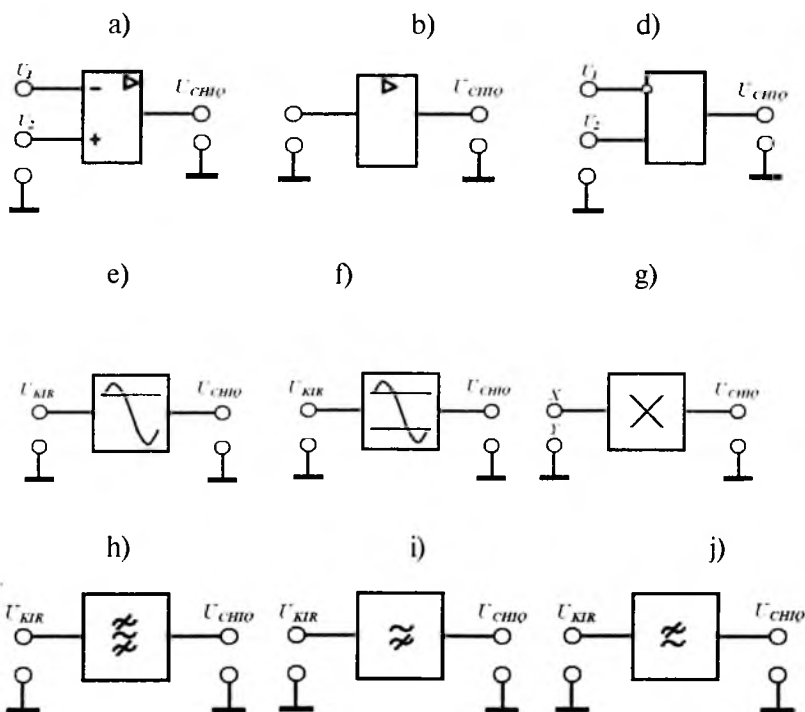 a) b) d)
U1 U2 - + UCHIQ
UCHIQ
U1 U2 UCHIQ
e) f) g)
UKIR UCHIQ UKIR UCHIQ X Y UCHIQ
h) i) j)
UKIR UCHIQ UKIR UCHIQ UKIR UCHIQ